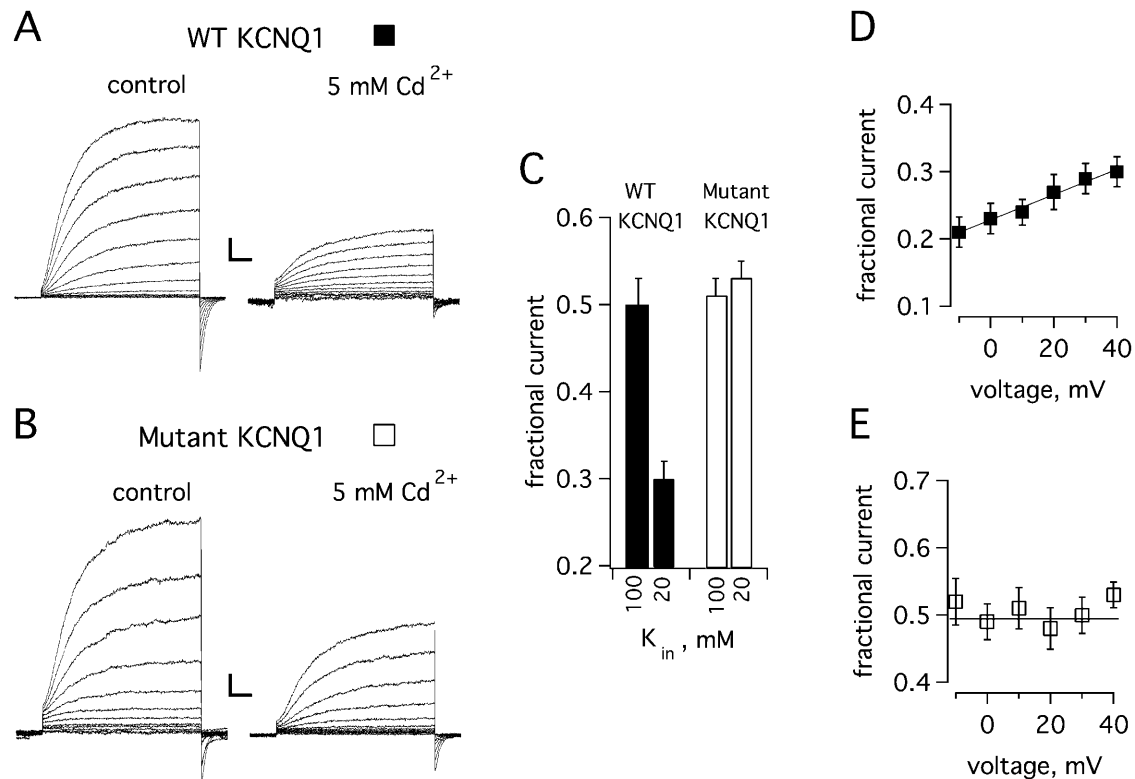 A
WT KCNQ1
control
5 mM Cd2+
B
Mutant KCNQ1
control
5 mM Cd2+
C
WT
KCNQ1
Mutant
KCNQ1
fractional current
0.6
0.5
0.4
0.3
0.2
100
20
100
20
Kin , mM
D
fractional current
0.4
0.3
0.2
0.1
0
20
40
voltage, mV
E
fractional current
0.7
0.6
0.5
0.4
0
20
40
voltage, mV